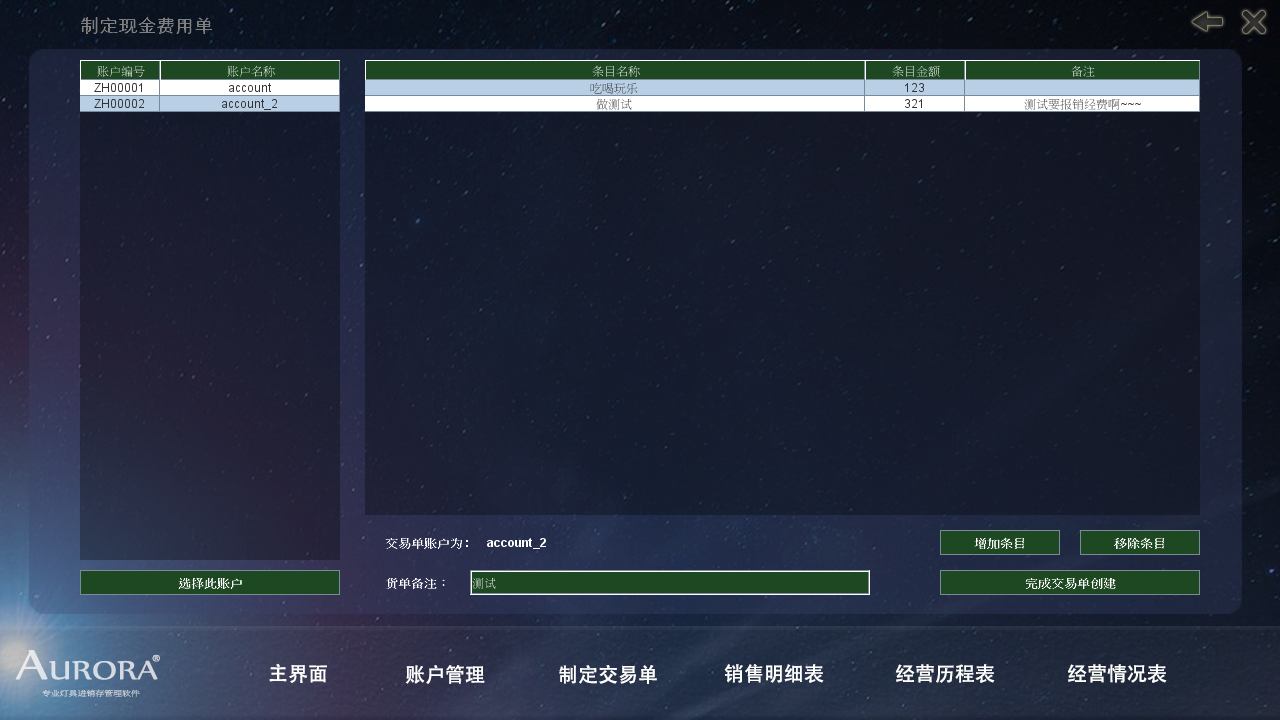 制定现金费用单
账户编号 账户名称
ZH00001 account
ZH00002 account_2
条目名称 条目金额 备注
吃喝玩乐 123
做测试 321 测试要报销经费啊~~~
交易单账户为： account_2
增加条目 移除条目
选择此账户
货单备注： 测试
完成交易单创建
AURORA®
专业灯具进销存管理软件
主界面 账户管理 制定交易单 销售明细表 经营历程表 经营情况表